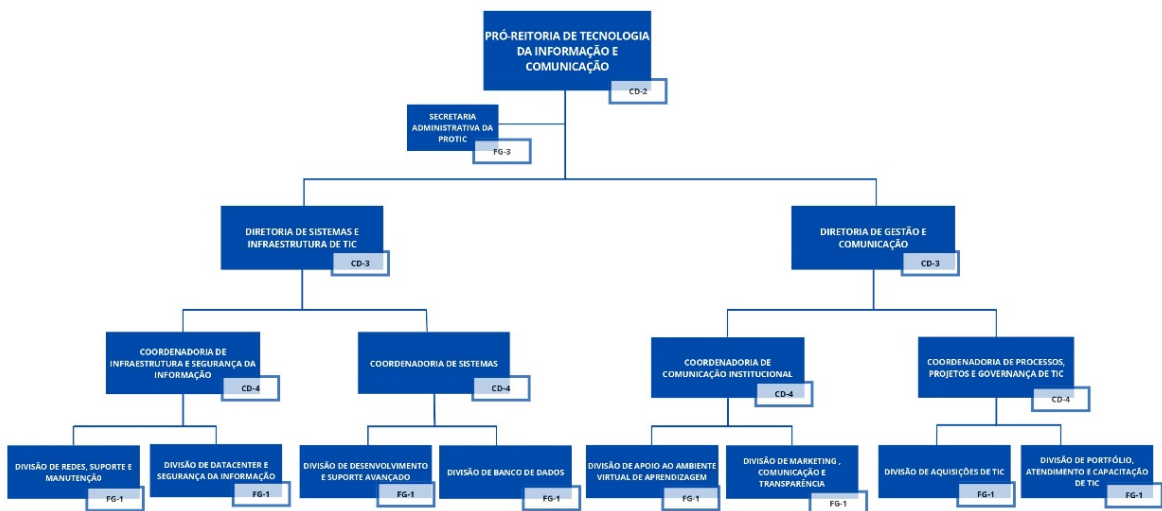 PRÓ-REITORIA DE TECNOLOGIA
DA INFORMAÇÃO E
COMUNICAÇÃO
CD-2
SECRETARIA
ADMINISTRATIVA DA
PROTIC
FG-3
DIRETORIA DE SISTEMAS E
INFRAESTRUTURA DE TIC
CD-3
DIRETORIA DE GESTÃO E
COMUNICAÇÃO
CD-3
COORDENADORIA DE
INFRAESTRUTURA E SEGURANÇA DA
INFORMAÇÃO
CD-4
COORDENADORIA DE SISTEMAS
CD-4
COORDENADORIA DE
COMUNICAÇÃO INSTITUCIONAL
CD-4
COORDENADORIA DE PROCESSOS,
PROJETOS E GOVERNANÇA DE TIC
CD-4
DIVISÃO DE REDES, SUPORTE E
MANUTENÇÃ0
FG-1
DIVISÃO DE DATACENTER E
SEGURANÇA DA INFORMAÇÃO
FG-1
DIVISÃO DE DESENVOLVIMENTO
E SUPORTE AVANÇADO
FG-1
DIVISÃO DE BANCO DE DADOS
FG-1
DIVISÃO DE APOIO AO AMBIENTE
VIRTUAL DE APRENDIZAGEM
FG-1
DIVISÃO DE MARKETING ,
COMUNICAÇÃO E
TRANSPARÊNCIA
FG-1
DIVISÃO DE AQUISIÇÕES DE TIC
FG-1
DIVISÃO DE PORTFÓLIO,
ATENDIMENTO E CAPACITAÇÃO
DE TIC
FG-1